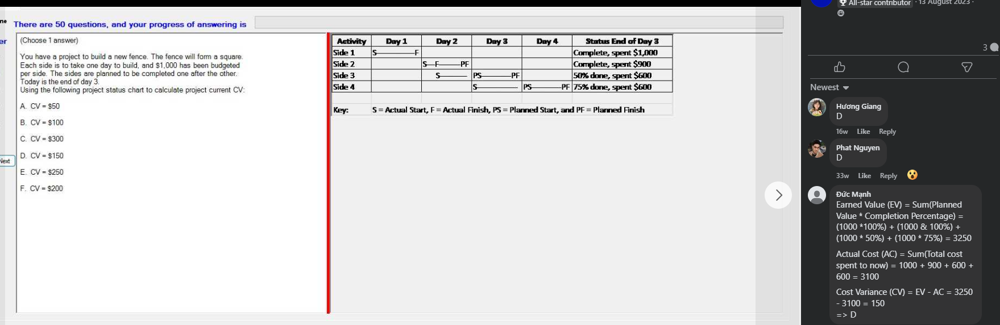 me
There are 50 questions, and your progress of answering is
er
(Choose 1 answer)
You have a project to build a new fence. The fence will form a square.
Each side is to take one day to build, and $1,000 has been budgeted
per side. The sides are planned to be completed one after the other.
Today is the end of day 3.
Using the following project status chart to calculate project current CV:
A. CV = $50
B. CV = $100
C. CV = $300
D. CV = $150
E. CV = $250
F. CV = $200
Next
Activity Day 1 Day 2 Day 3 Day 4 Status End of Day 3
Side 1 S————F Complete, spent $1,000
Side 2 S—F——PF Complete, spent $900
Side 3 S——— PS———PF 50% done, spent $600
Side 4 S———— PS————PF 75% done, spent $600
Key: S = Actual Start, F = Actual Finish, PS = Planned Start, and PF = Planned Finish
All-star contributor · 13 August 2023 ·
3
Newest
Hương Giang
D
16w Like Reply
Phat Nguyen
D
33w Like Reply
Đức Mạnh
Earned Value (EV) = Sum(Planned
Value * Completion Percentage) =
(1000 *100%) + (1000 & 100%) +
(1000 * 50%) + (1000 * 75%) = 3250
Actual Cost (AC) = Sum(Total cost
spent to now) = 1000 + 900 + 600 +
600 = 3100
Cost Variance (CV) = EV - AC = 3250
- 3100 = 150
=> D